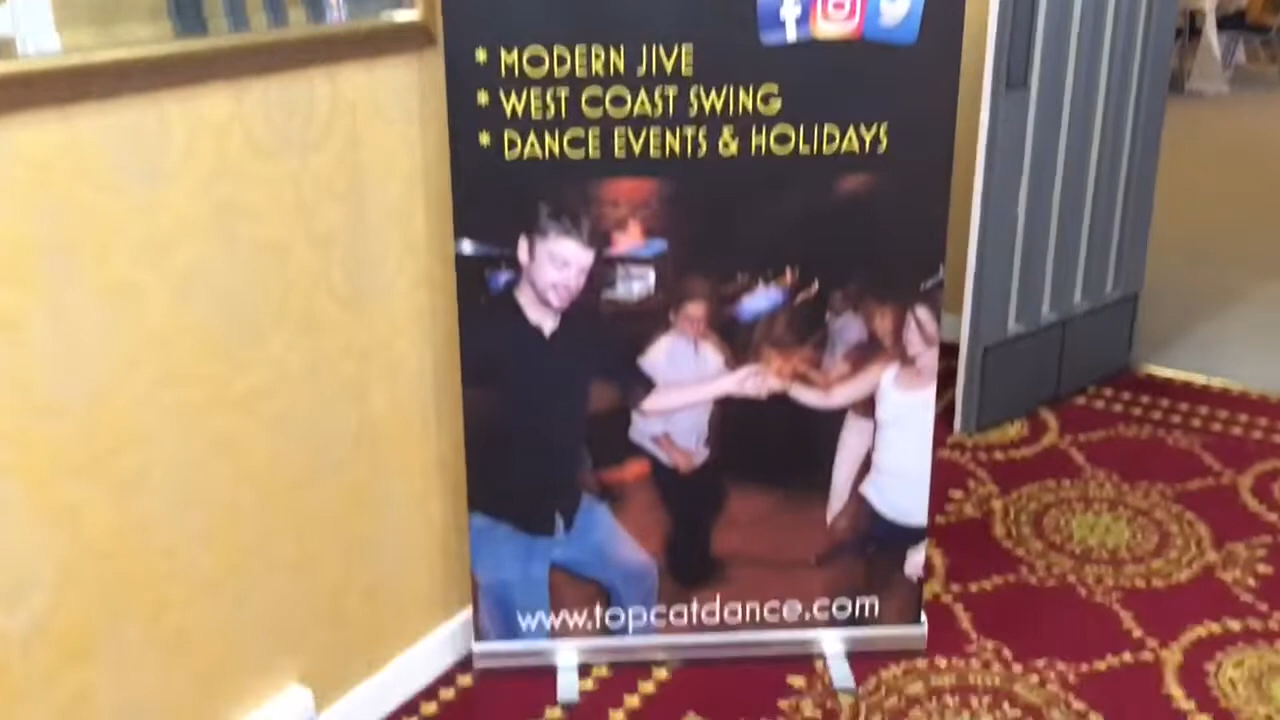 * MODERN JIVE
* WEST COAST SWING
* DANCE EVENTS & HOLIDAYS
www.topcatdance.com